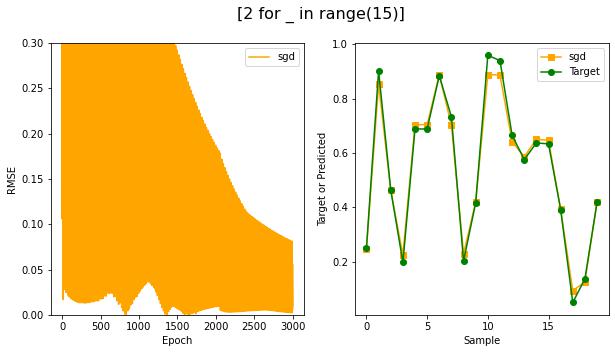 [2 for _ in range(15)]
0.30
0.25
0.20
0.15
0.10
0.05
0.00
RMSE
0
500
1000
1500
2000
2500
3000
Epoch
sgd
1.0
0.8
0.6
0.4
0.2
Target or Predicted
0
5
10
15
Sample
sgd
Target